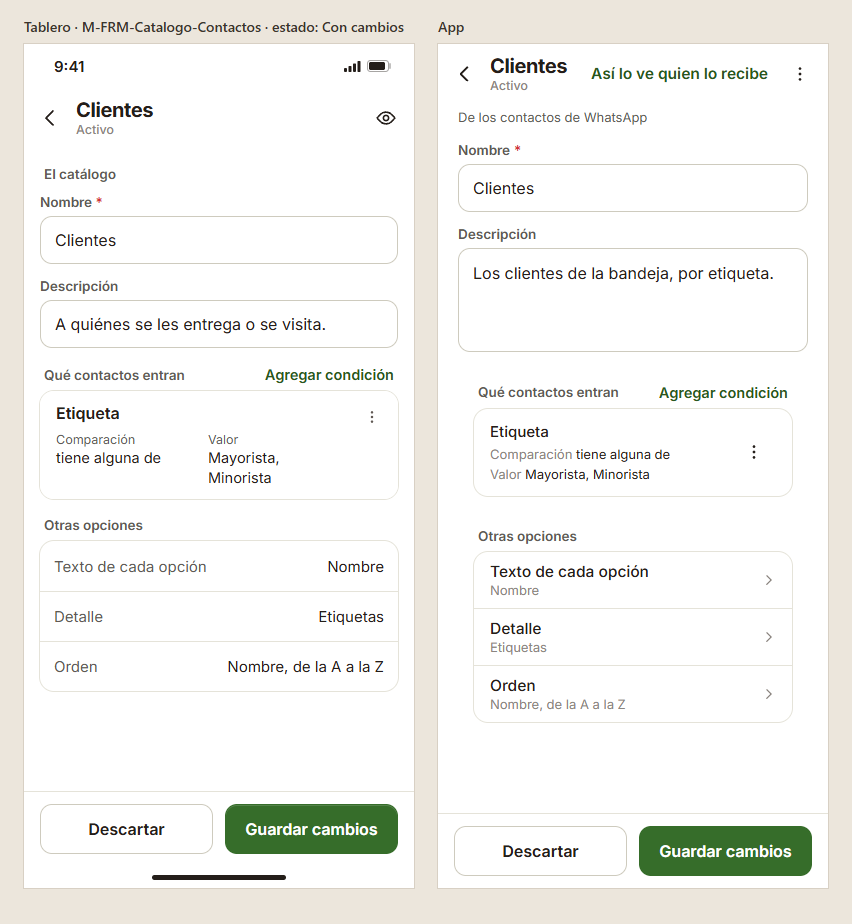 Tablero · M-FRM-Catalogo-Contactos · estado: Con cambios
9:41
Clientes
Activo
El catálogo
Nombre *
Clientes
Descripción
A quiénes se les entrega o se visita.
Qué contactos entran
Agregar condición
Etiqueta
Comparación
Valor
tiene alguna de
Mayorista,
Minorista
Otras opciones
Texto de cada opción
Nombre
Detalle
Etiquetas
Orden
Nombre, de la A a la Z
Descartar
Guardar cambios
App
Clientes
Activo
Así lo ve quien lo recibe
De los contactos de WhatsApp
Nombre *
Clientes
Descripción
Los clientes de la bandeja, por etiqueta.
Qué contactos entran
Agregar condición
Etiqueta
Comparación tiene alguna de
Valor Mayorista, Minorista
Otras opciones
Texto de cada opción
Nombre
Detalle
Etiquetas
Orden
Nombre, de la A a la Z
Descartar
Guardar cambios